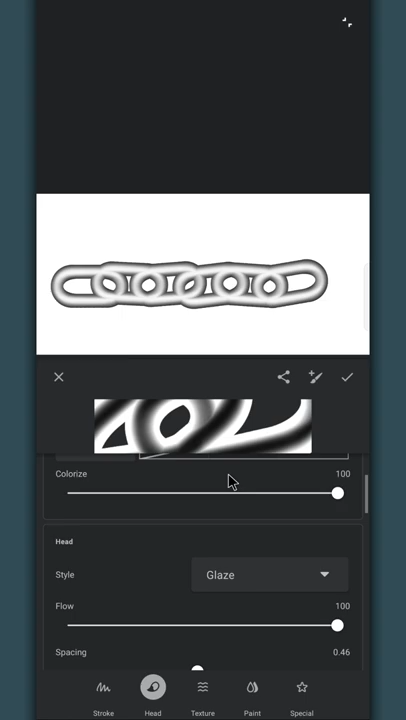 Colorize 100
Head
Style Glaze
Flow 100
Spacing 0.46
Stroke Head Texture Paint Special